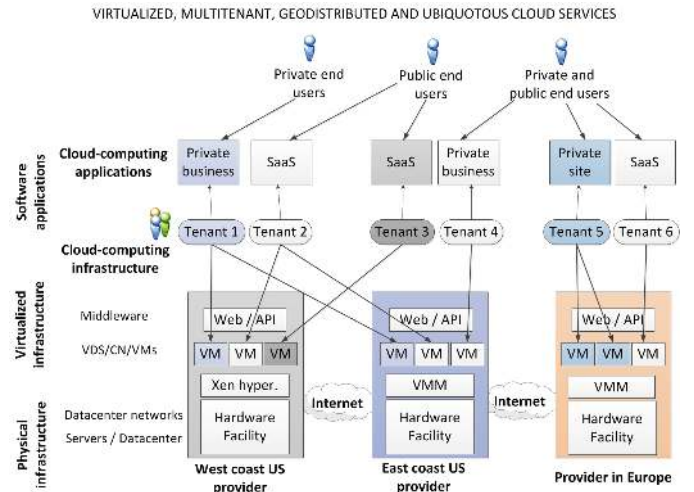 VIRTUALIZED, MULTITENANT, GEODISTRIBUTED AND UBIQUOTOUS CLOUD SERVICES
Private end
users
Public end
users
Private and
public end users
Software
applications
Cloud-computing
applications
Private
business
SaaS
SaaS
Private
business
Private
site
SaaS
Tenant 1
Tenant 2
Tenant 3
Tenant 4
Tenant 5
Tenant 6
Cloud-computing
infrastructure
Virtualized
infrastructure
Middleware
Web / API
Web / API
Web / API
VDS/CN/VMs
VM VM VM
VM VM VM
VM VM VM
Xen hyper.
VMM
VMM
Internet
Internet
Physical
infrastructure
Datacenter networks
Servers / Datacenter
Hardware
Facility
Hardware
Facility
Hardware
Facility
West coast US
provider
East coast US
provider
Provider in Europe